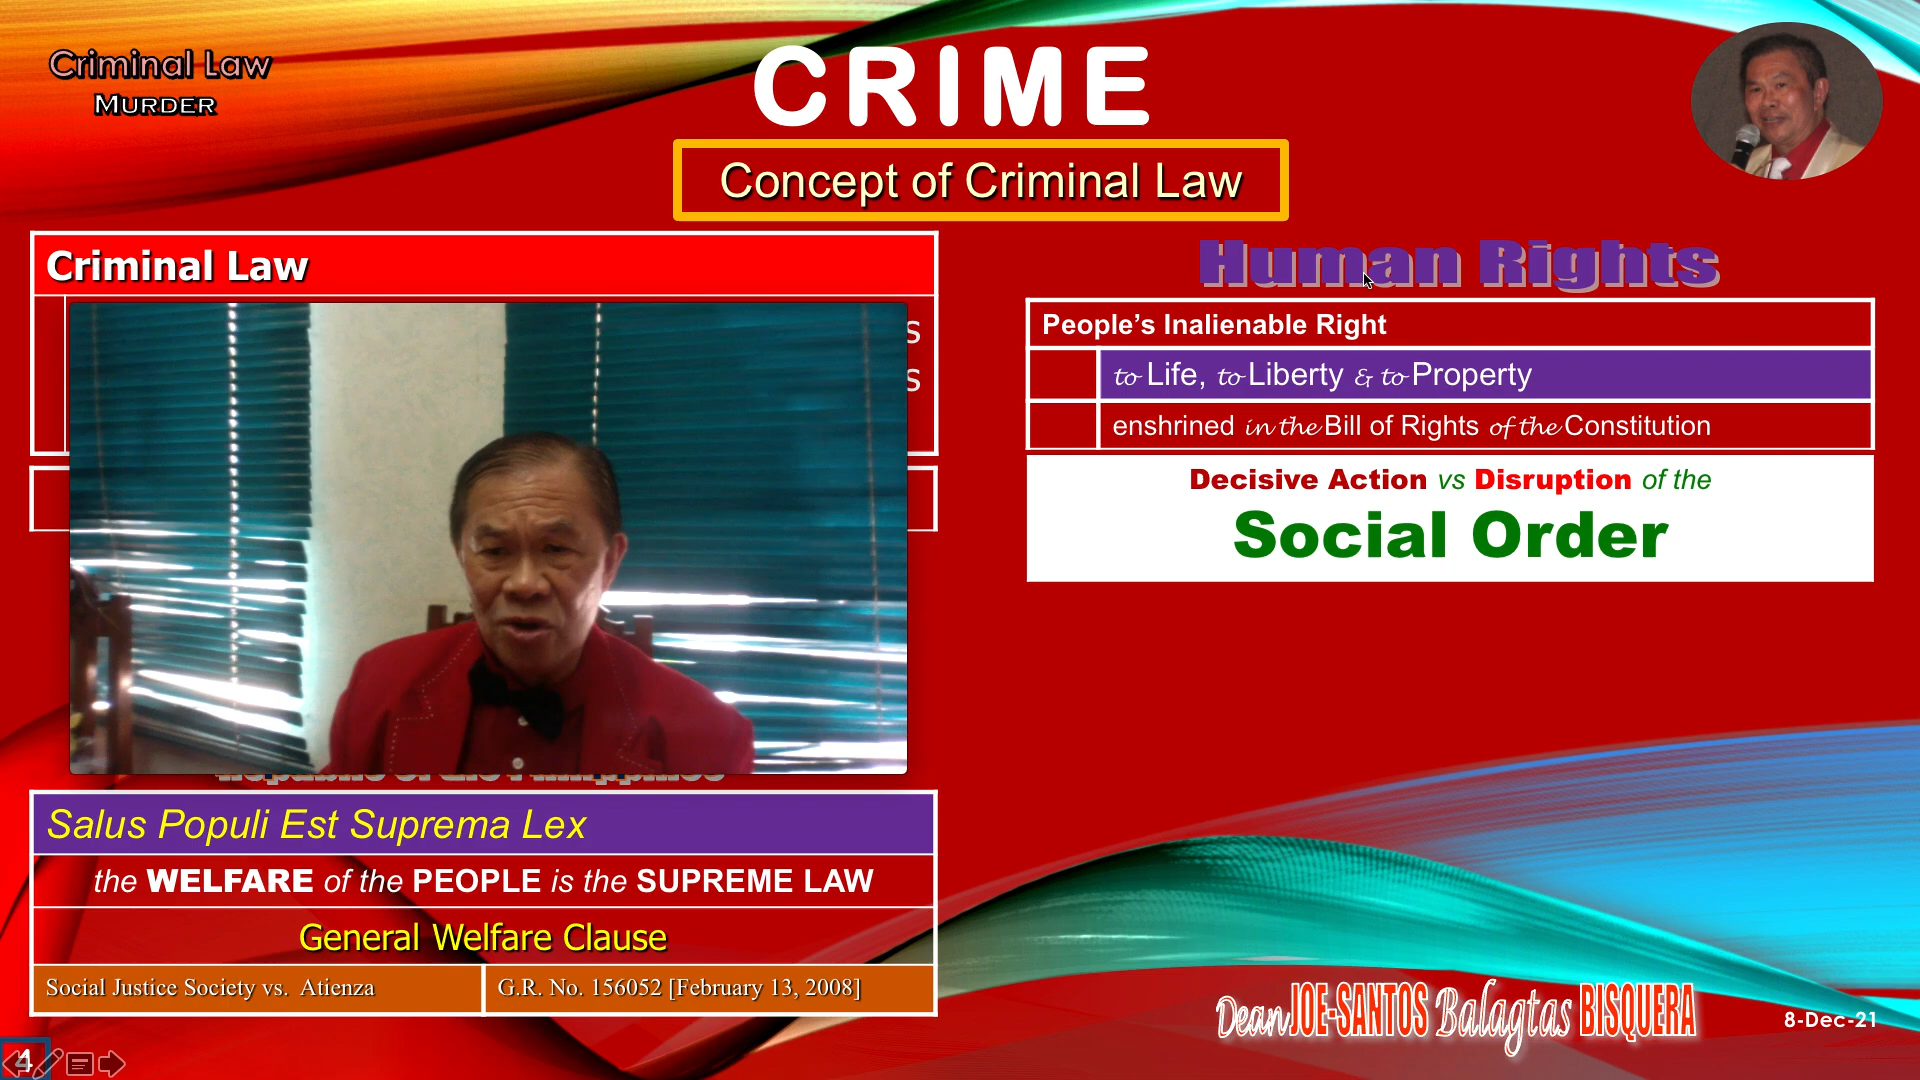 Criminal Law
MURDER
CRIME
Concept of Criminal Law
Criminal Law
s
s
Salus Populi Est Suprema Lex
the WELFARE of the PEOPLE is the SUPREME LAW
General Welfare Clause
Social Justice Society vs. Atienza
G.R. No. 156052 [February 13, 2008]
Human Rights
People's Inalienable Right
to Life, to Liberty & to Property
enshrined in the Bill of Rights of the Constitution
Decisive Action vs Disruption of the
Social Order
Dean JOE-SANTOS Balagtas BISQUERA
8-Dec-21
4